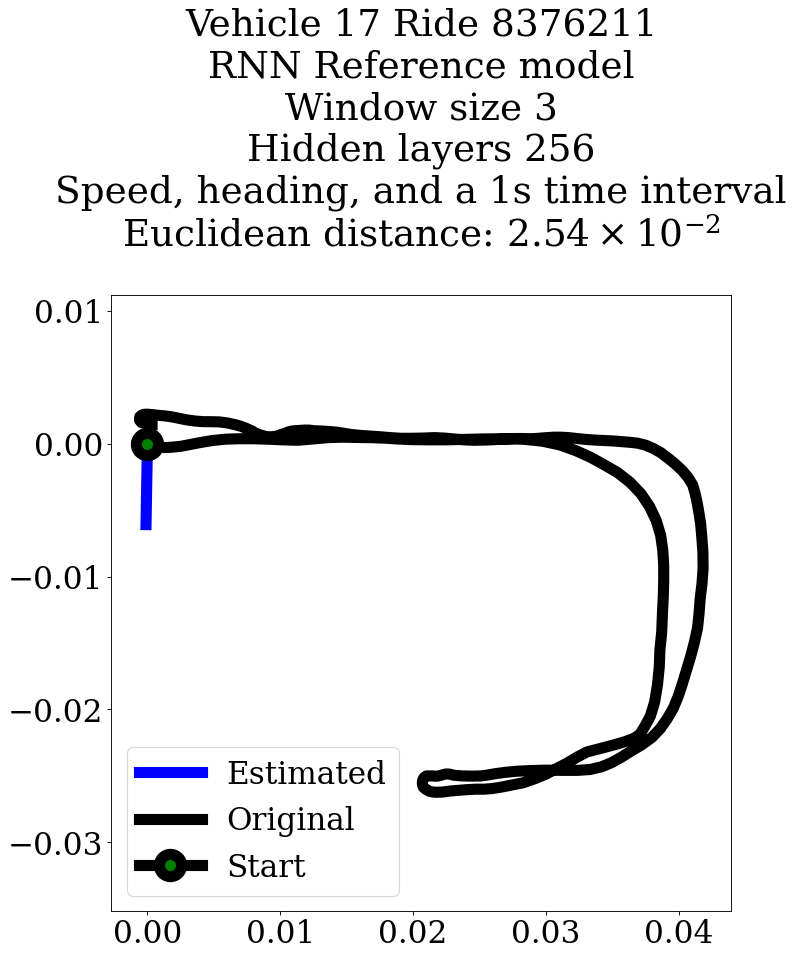 Vehicle 17 Ride 8376211
RNN Reference model
Window size 3
Hidden layers 256
Speed, heading, and a 1s time interval
Euclidean distance: 2.54 × 10⁻²
0.01
0.00
−0.01
−0.02
−0.03
Estimated
Original
Start
0.00 0.01 0.02 0.03 0.04